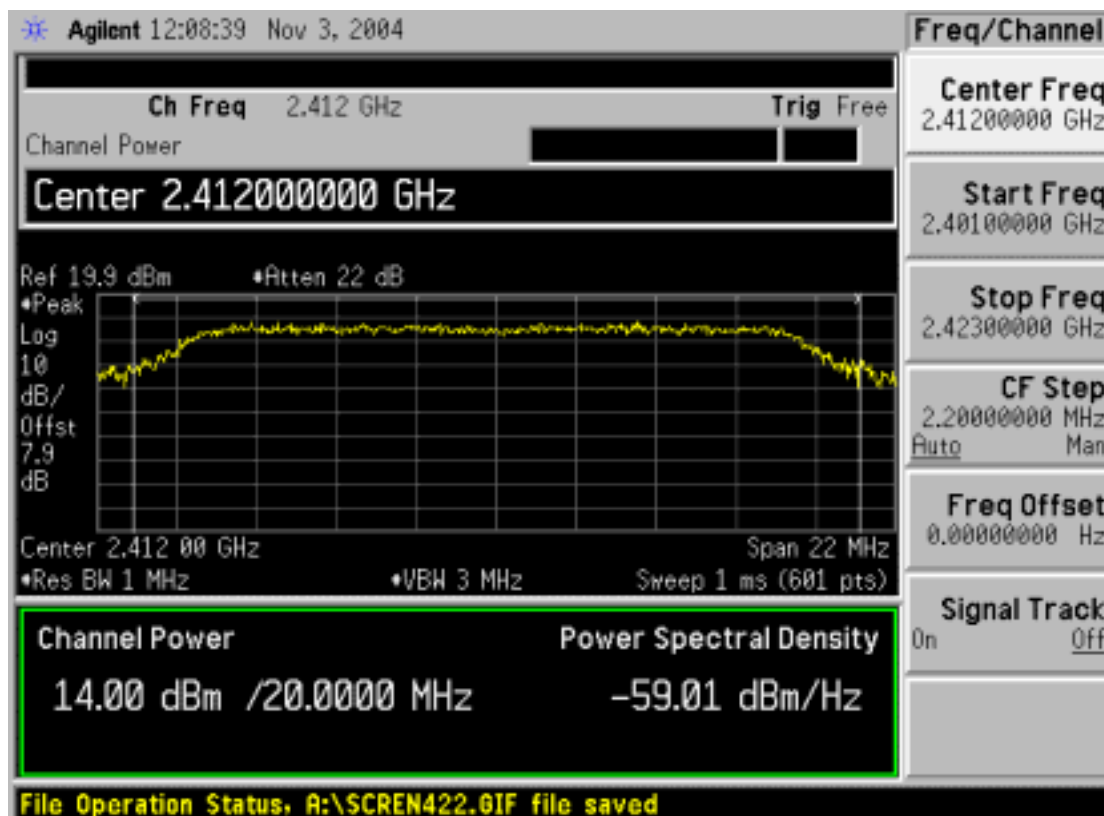 Agilent 12:08:39 Nov 3, 2004
Freq/Channel
Ch Freq 2.412 GHz
Trig Free
Channel Power
Center 2.412000000 GHz
Ref 19.9 dBm
•Atten 22 dB
•Peak
Log
10
dB/
Offst
7.9
dB
Center 2.412 00 GHz
Span 22 MHz
•Res BW 1 MHz
•VBW 3 MHz
Sweep 1 ms (601 pts)
Channel Power
Power Spectral Density
14.00 dBm /20.0000 MHz
-59.01 dBm/Hz
File Operation Status, A:\SCREN422.GIF file saved
Center Freq
2.41200000 GHz
Start Freq
2.40100000 GHz
Stop Freq
2.42300000 GHz
CF Step
2.20000000 MHz
Auto Man
Freq Offset
0.00000000 Hz
Signal Track
On Off